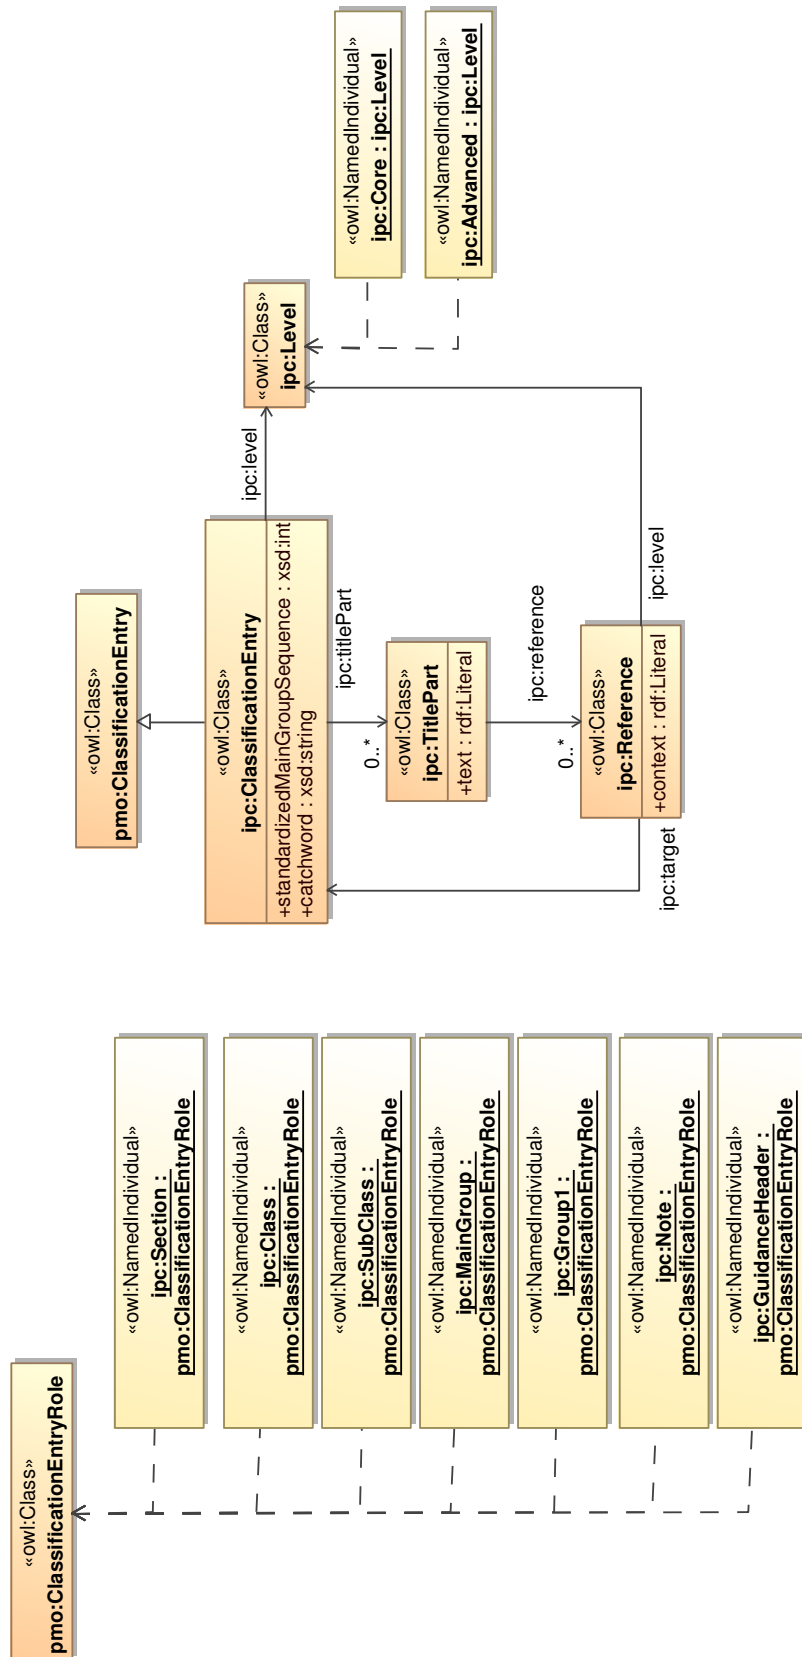 «owl:Class»
pmo:ClassificationEntryRole
«owl:NamedIndividual»
ipc:Section :
pmo:ClassificationEntryRole
«owl:NamedIndividual»
ipc:Class :
pmo:ClassificationEntryRole
«owl:NamedIndividual»
ipc:SubClass :
pmo:ClassificationEntryRole
«owl:NamedIndividual»
ipc:MainGroup :
pmo:ClassificationEntryRole
«owl:NamedIndividual»
ipc:Group1 :
pmo:ClassificationEntryRole
«owl:NamedIndividual»
ipc:Note :
pmo:ClassificationEntryRole
«owl:NamedIndividual»
ipc:GuidanceHeader :
pmo:ClassificationEntryRole
«owl:Class»
pmo:ClassificationEntry
«owl:Class»
ipc:ClassificationEntry
+standardizedMainGroupSequence : xsd:int
+catchword : xsd:string
ipc:level
«owl:Class»
ipc:Level
«owl:NamedIndividual»
ipc:Core : ipc:Level
«owl:NamedIndividual»
ipc:Advanced : ipc:Level
ipc:titlePart
0..*
«owl:Class»
ipc:TitlePart
+text : rdf:Literal
ipc:reference
0..*
«owl:Class»
ipc:Reference
+context : rdf:Literal
ipc:target
ipc:level